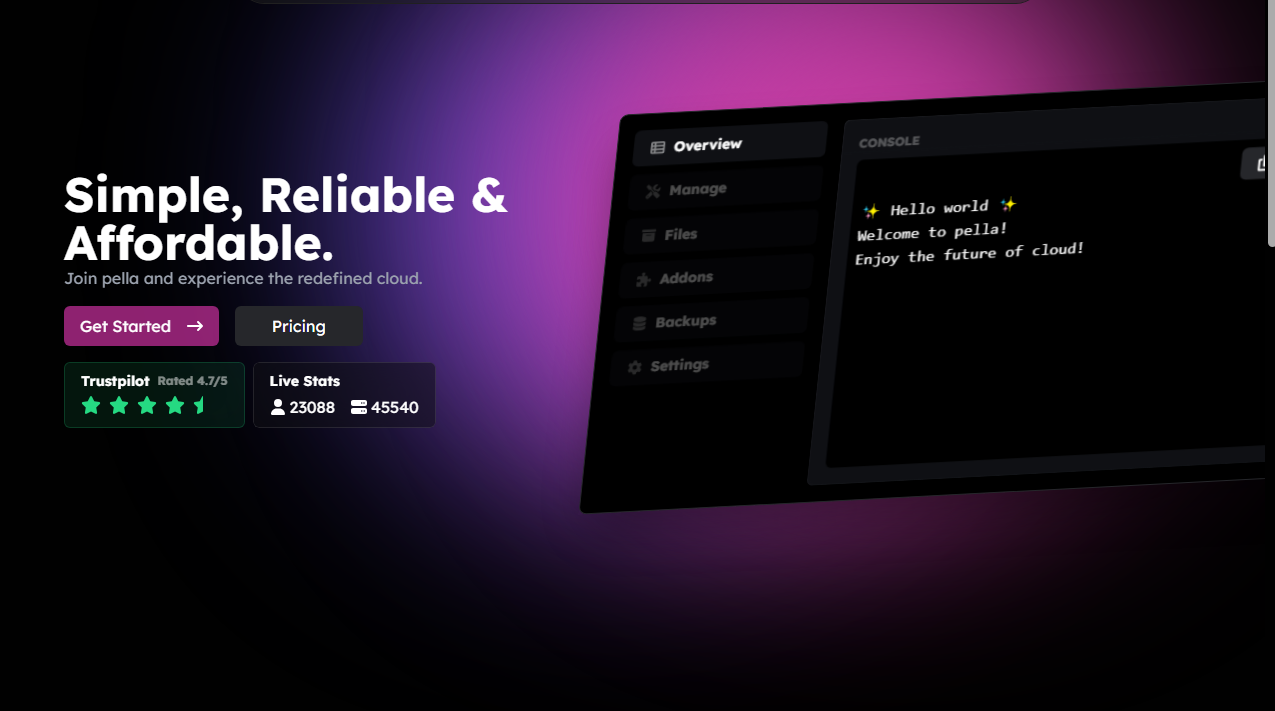 Simple, Reliable &
Affordable.
Join pella and experience the redefined cloud.
Get Started
Pricing
Trustpilot Rated 4.7/5
Live Stats
23088 45540
Overview
Manage
Files
Addons
Backups
Settings
CONSOLE
✨ Hello world ✨
Welcome to pella!
Enjoy the future of cloud!